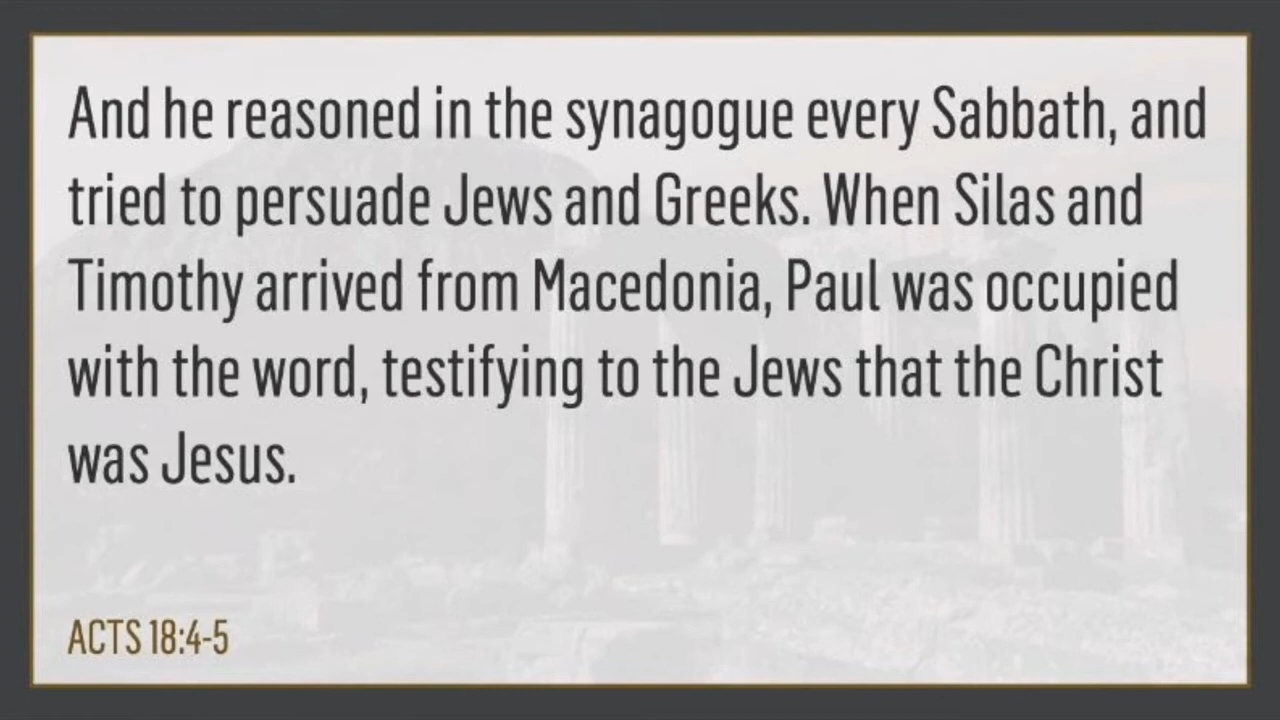 And he reasoned in the synagogue every Sabbath, and
tried to persuade Jews and Greeks. When Silas and
Timothy arrived from Macedonia, Paul was occupied
with the word, testifying to the Jews that the Christ
was Jesus.
ACTS 18:4-5